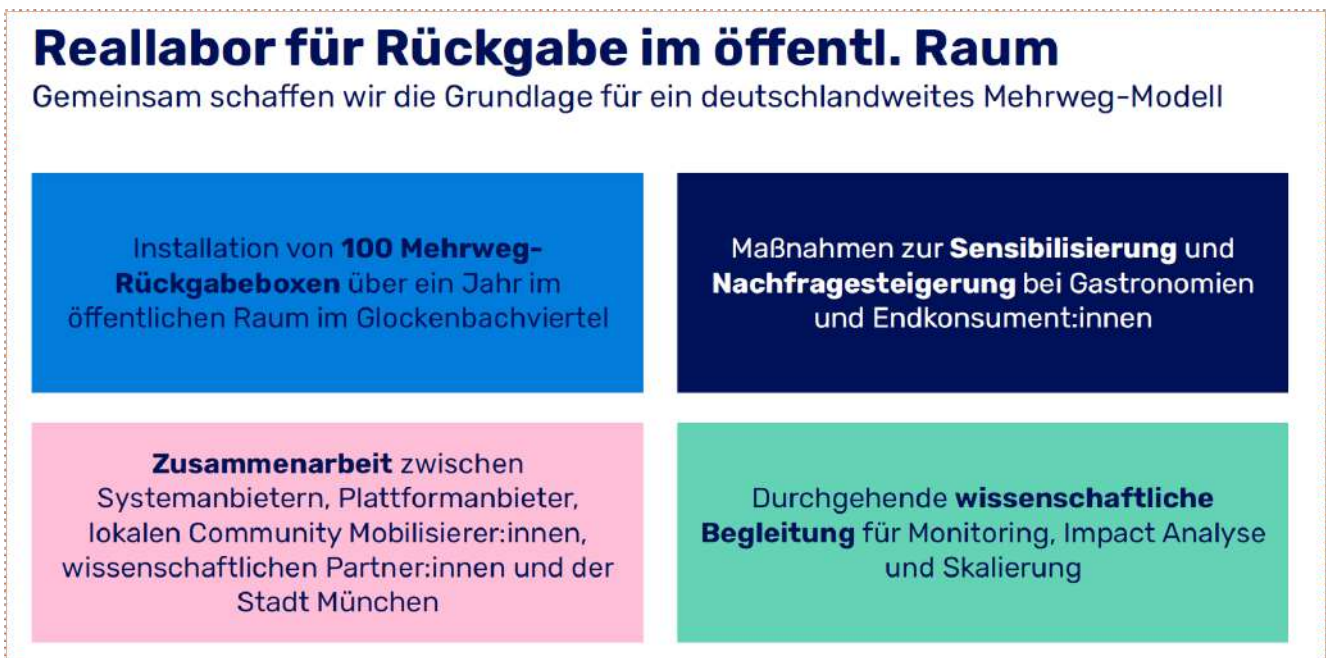 Reallabor für Rückgabe im öffentl. Raum
Gemeinsam schaffen wir die Grundlage für ein deutschlandweites Mehrweg-Modell
Installation von 100 Mehrweg-
Rückgabeboxen über ein Jahr im
öffentlichen Raum im Glockenbachviertel
Maßnahmen zur Sensibilisierung und
Nachfragesteigerung bei Gastronomien
und Endkonsument:innen
Zusammenarbeit zwischen
Systemanbietern, Plattformanbieter,
lokalen Community Mobilisierer:innen,
wissenschaftlichen Partner:innen und der
Stadt München
Durchgehende wissenschaftliche
Begleitung für Monitoring, Impact Analyse
und Skalierung